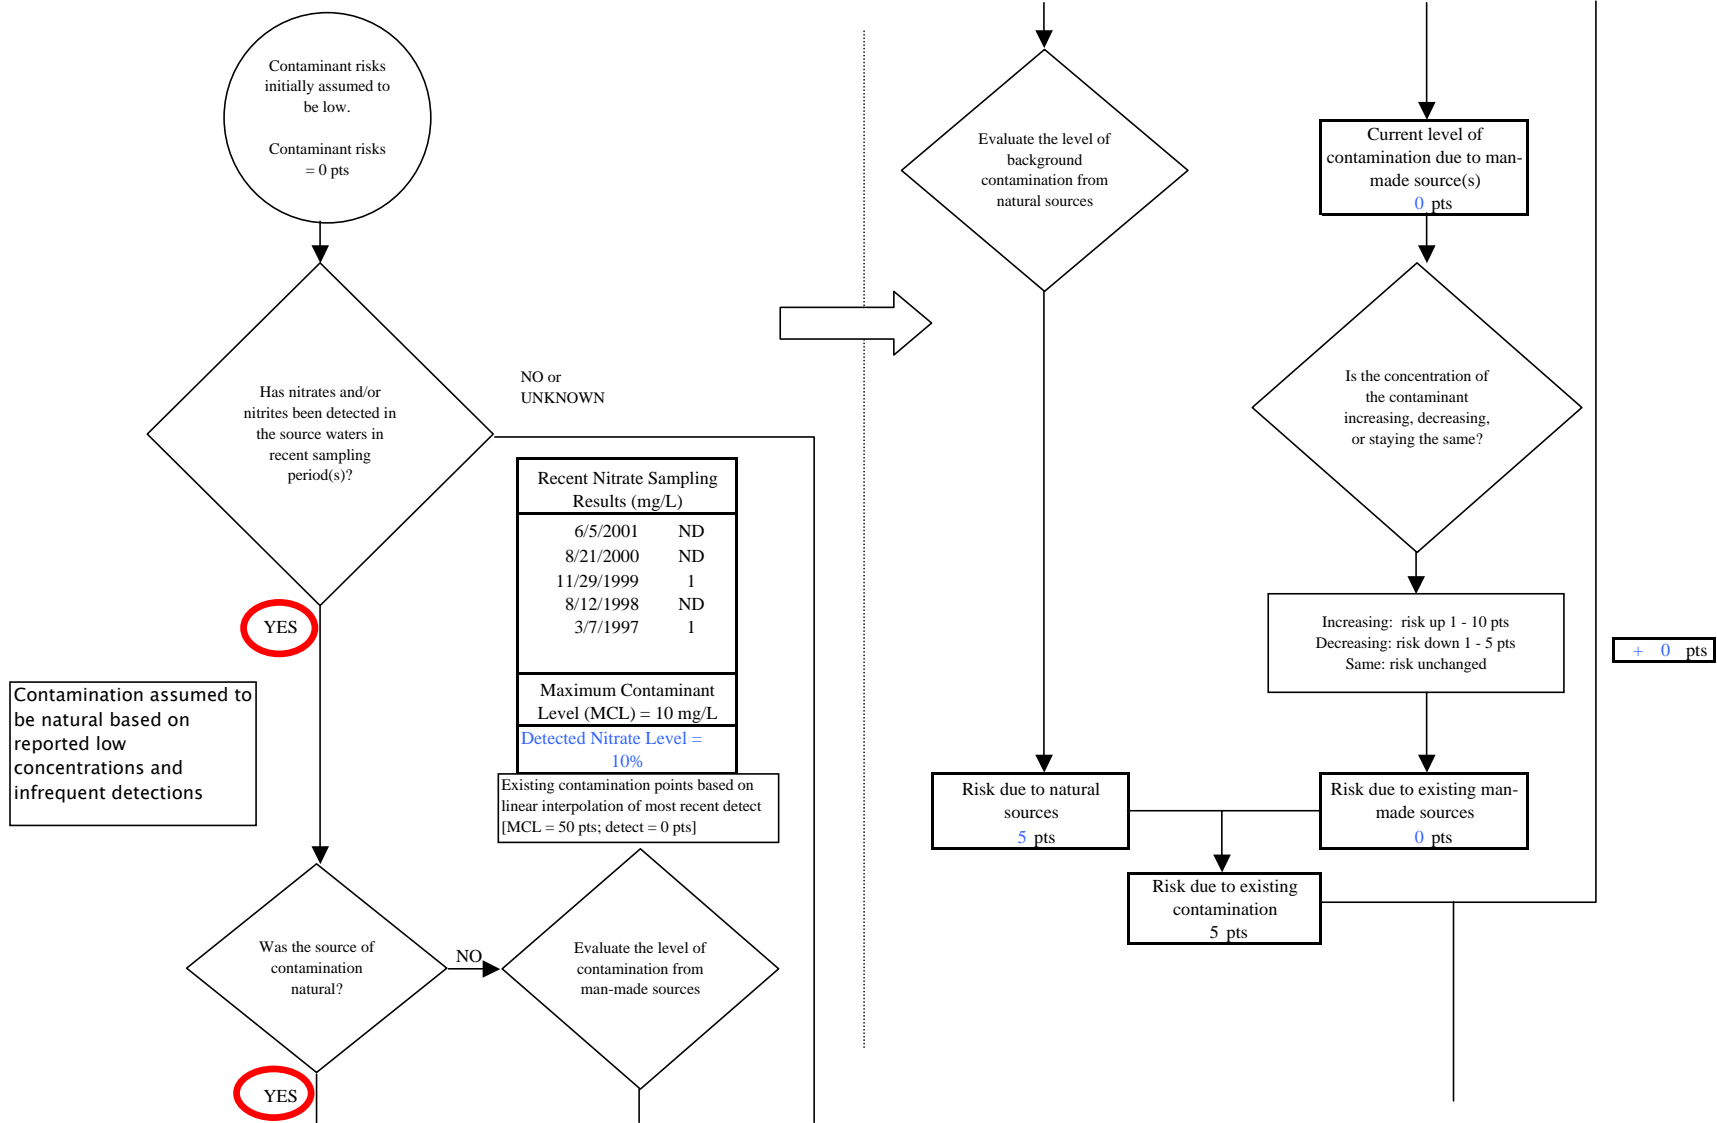 Contaminant risks
initially assumed to
be low.
Contaminant risks
= 0 pts
Has nitrates and/or
nitrites been detected in
the source waters in
recent sampling
period(s)?
NO or
UNKNOWN
YES
Recent Nitrate Sampling
Results (mg/L)
6/5/2001 ND
8/21/2000 ND
11/29/1999 1
8/12/1998 ND
3/7/1997 1
Maximum Contaminant
Level (MCL) = 10 mg/L
Detected Nitrate Level =
10%
Existing contamination points based on
linear interpolation of most recent detect
[MCL = 50 pts; detect = 0 pts]
Contamination assumed to
be natural based on
reported low
concentrations and
infrequent detections
Was the source of
contamination
natural?
NO
Evaluate the level of
contamination from
man-made sources
YES
Evaluate the level of
background
contamination from
natural sources
Current level of
contamination due to man-
made source(s)
0 pts
Is the concentration of
the contaminant
increasing, decreasing,
or staying the same?
Increasing: risk up 1 - 10 pts
Decreasing: risk down 1 - 5 pts
Same: risk unchanged
+ 0 pts
Risk due to natural
sources
5 pts
Risk due to existing man-
made sources
0 pts
Risk due to existing
contamination
5 pts